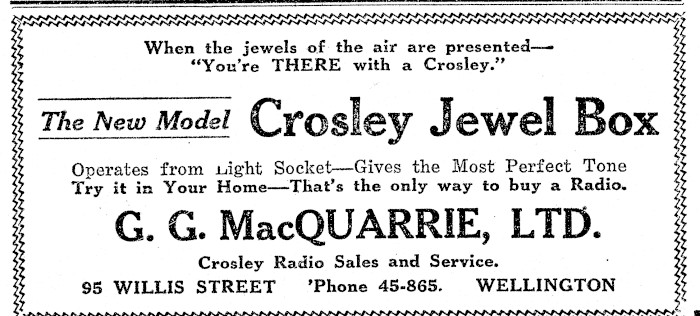 When the jewels of the air are presented—
"You're THERE with a Crosley."
The New Model Crosley Jewel Box
Operates from Light Socket—Gives the Most Perfect Tone
Try it in Your Home—That's the only way to buy a Radio.
G. G. MacQUARRIE, LTD.
Crosley Radio Sales and Service.
95 WILLIS STREET 'Phone 45-865. WELLINGTON